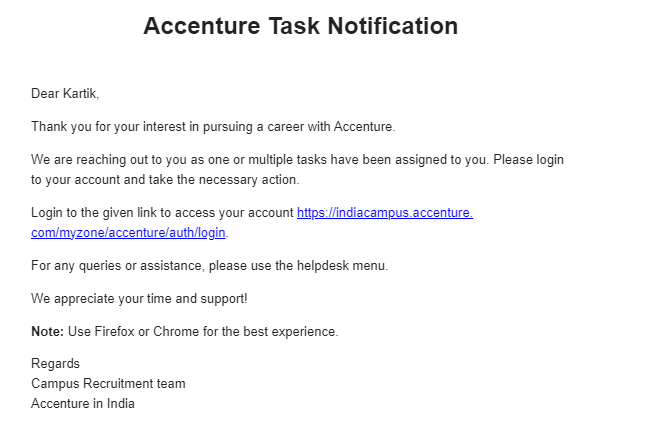 Accenture Task Notification
Dear Kartik,
Thank you for your interest in pursuing a career with Accenture.
We are reaching out to you as one or multiple tasks have been assigned to you. Please login
to your account and take the necessary action.
Login to the given link to access your account https://indiacampus.accenture.
com/myzone/accenture/auth/login.
For any queries or assistance, please use the helpdesk menu.
We appreciate your time and support!
Note: Use Firefox or Chrome for the best experience.
Regards
Campus Recruitment team
Accenture in India